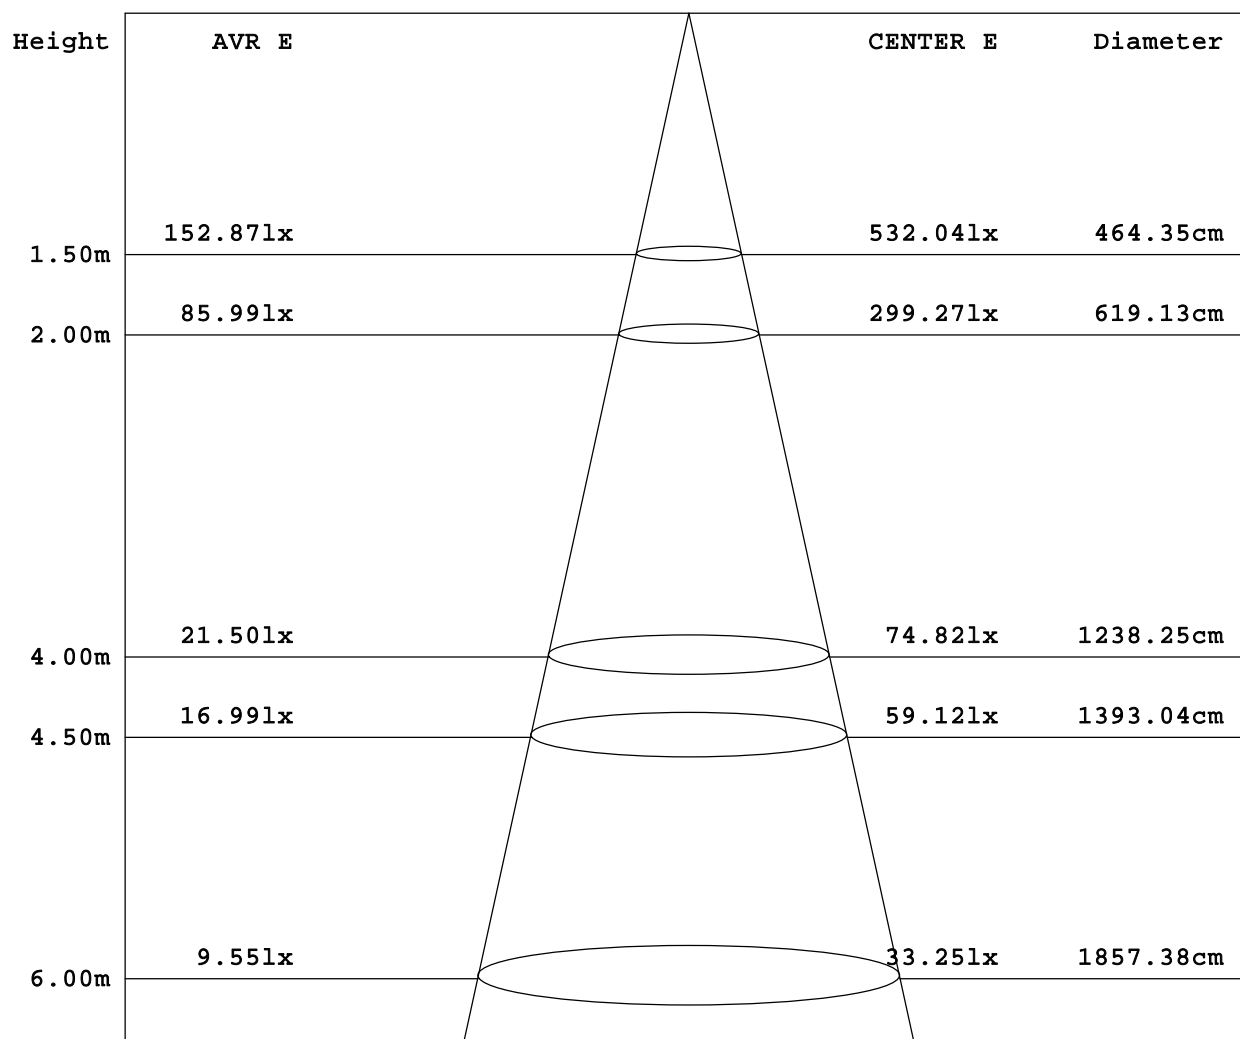 Height AVR E CENTER E Diameter
152.87lx 532.04lx 464.35cm
1.50m
85.99lx 299.27lx 619.13cm
2.00m
21.50lx 74.82lx 1238.25cm
4.00m
16.99lx 59.12lx 1393.04cm
4.50m
9.55lx 33.25lx 1857.38cm
6.00m